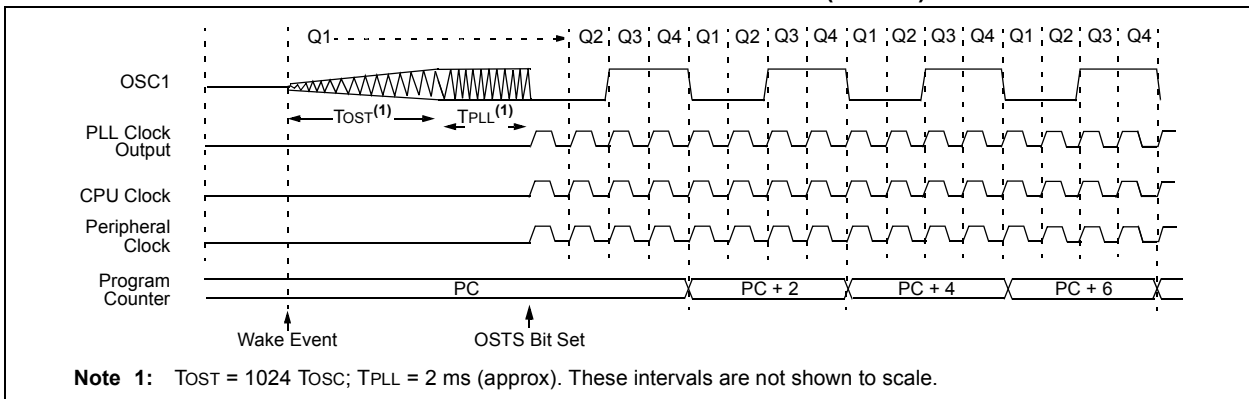 Q1 Q2 Q3 Q4 Q1 Q2 Q3 Q4 Q1 Q2 Q3 Q4 Q1 Q2 Q3 Q4
OSC1
TOST(1) TPLL(1)
PLL Clock
Output
CPU Clock
Peripheral
Clock
Program
Counter
PC PC + 2 PC + 4 PC + 6
Wake Event OSTS Bit Set
Note 1: TOST = 1024 TOSC; TPLL = 2 ms (approx). These intervals are not shown to scale.